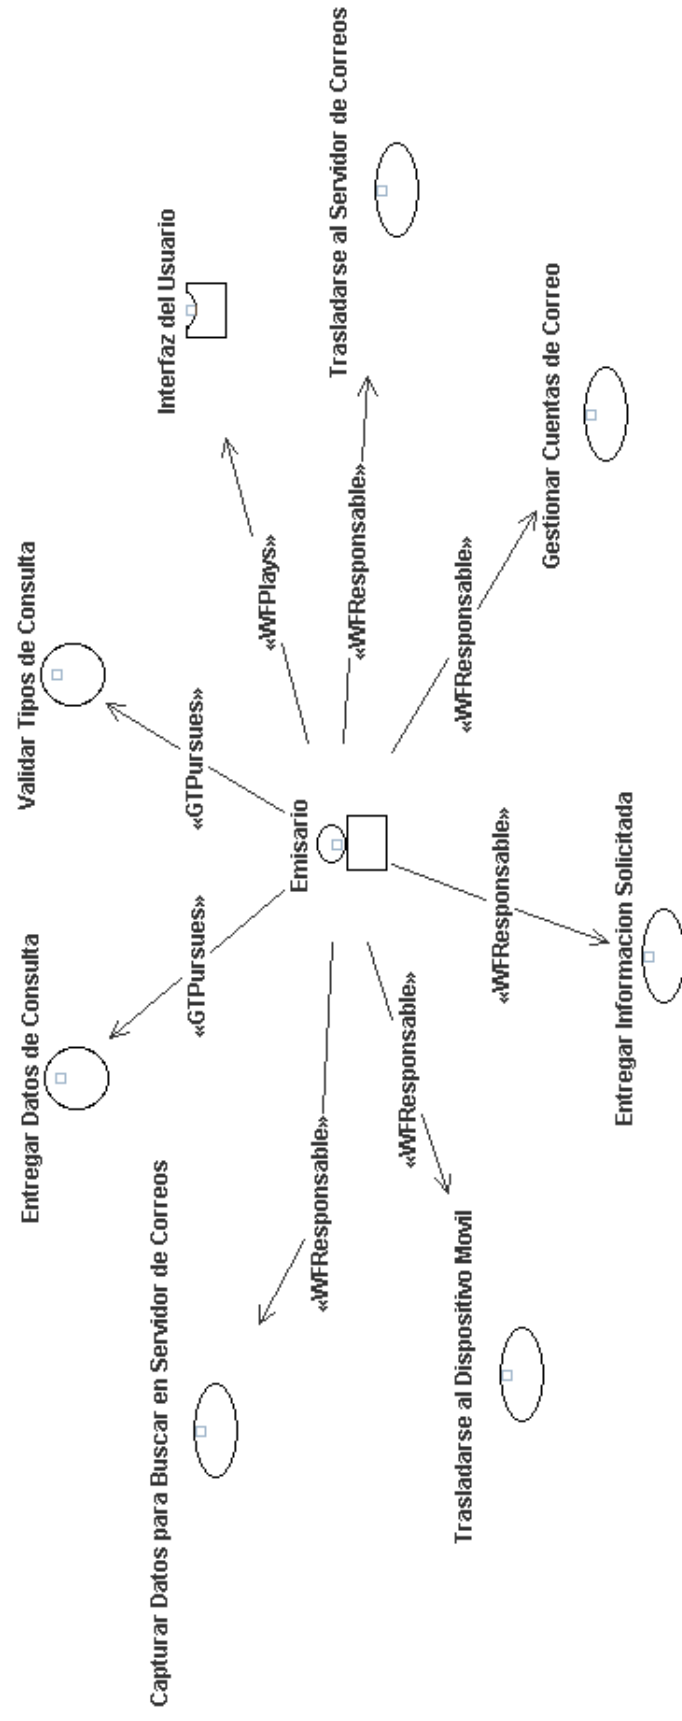 Entregar Datos de Consulta
Validar Tipos de Consulta
Capturar Datos para Buscar en Servidor de Correos
Interfaz del Usuario
«GTPursues»
«GTPursues»
«WFPlays»
Emisario
«WFResponsable»
«WFResponsable»
Trasladarse al Servidor de Correos
«WFResponsable»
«WFResponsable»
Trasladarse al Dispositivo Movil
«WFResponsable»
Gestionar Cuentas de Correo
Entregar Informacion Solicitada